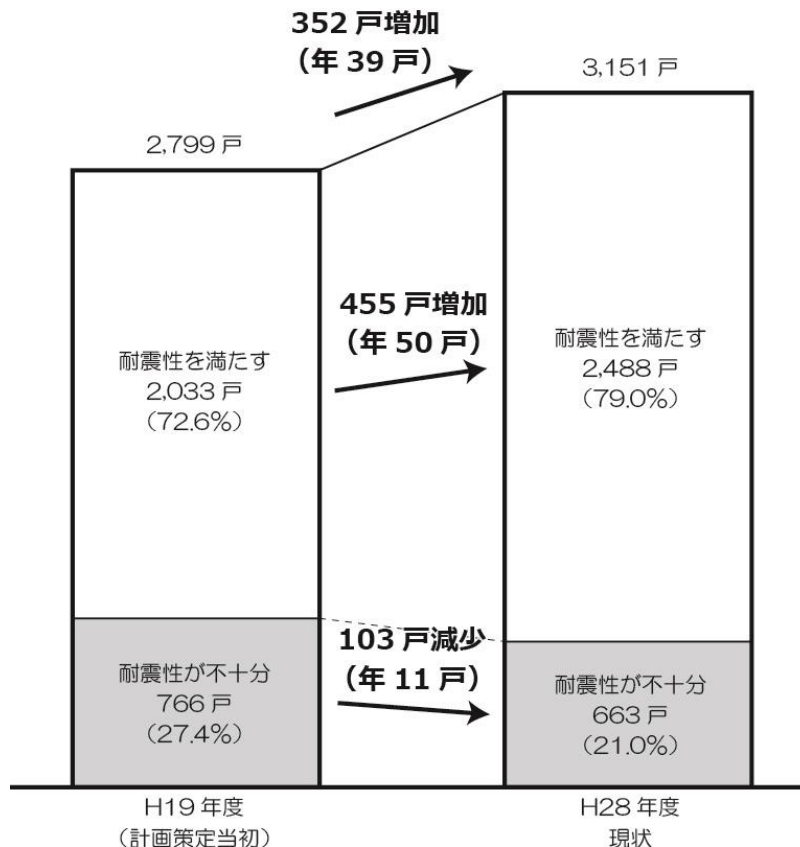 352 戸増加
（年 39 戸）
3,151 戸
2,799 戸
455 戸増加
（年 50 戸）
耐震性を満たす
2,033 戸
（72.6%）
耐震性を満たす
2,488 戸
（79.0%）
103 戸減少
（年 11 戸）
耐震性が不十分
766 戸
（27.4%）
耐震性が不十分
663 戸
（21.0%）
H19 年度
（計画策定当初）
H28 年度
現状